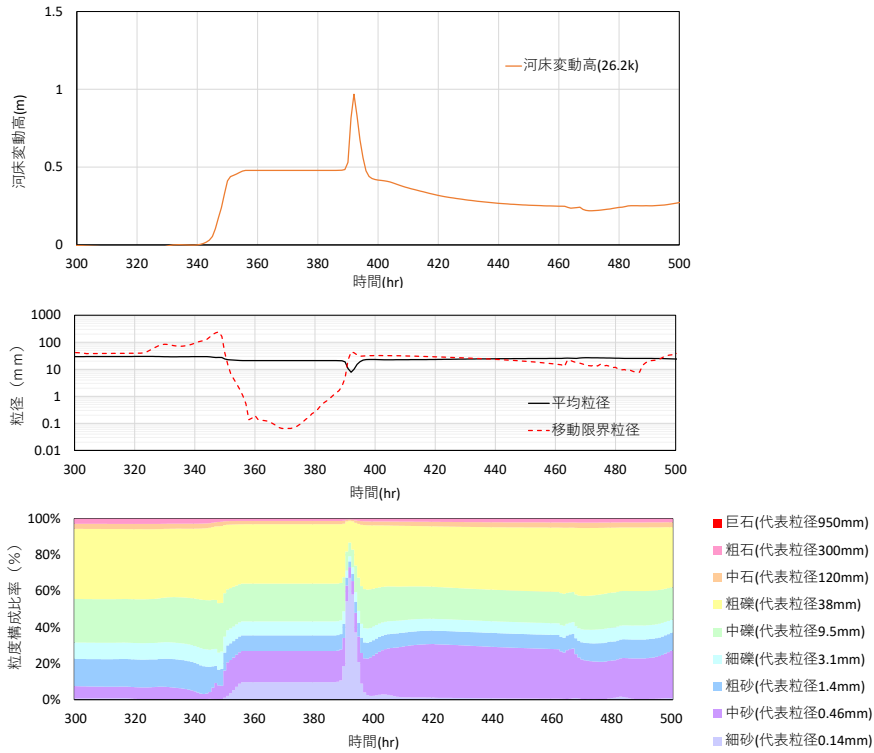 1.5
1
0.5
0
河床変動高(m)
河床変動高(26.2k)
300 320 340 360 380 400 420 440 460 480 500
時間(hr)
1000
100
10
1
0.1
0.01
粒径（mm）
平均粒径
移動限界粒径
300 320 340 360 380 400 420 440 460 480 500
時間(hr)
100%
80%
60%
40%
20%
0%
粒度構成比率（%）
300 320 340 360 380 400 420 440 460 480 500
時間(hr)
巨石(代表粒径950mm)
粗石(代表粒径300mm)
中石(代表粒径120mm)
粗礫(代表粒径38mm)
中礫(代表粒径9.5mm)
細礫(代表粒径3.1mm)
粗砂(代表粒径1.4mm)
中砂(代表粒径0.46mm)
細砂(代表粒径0.14mm)